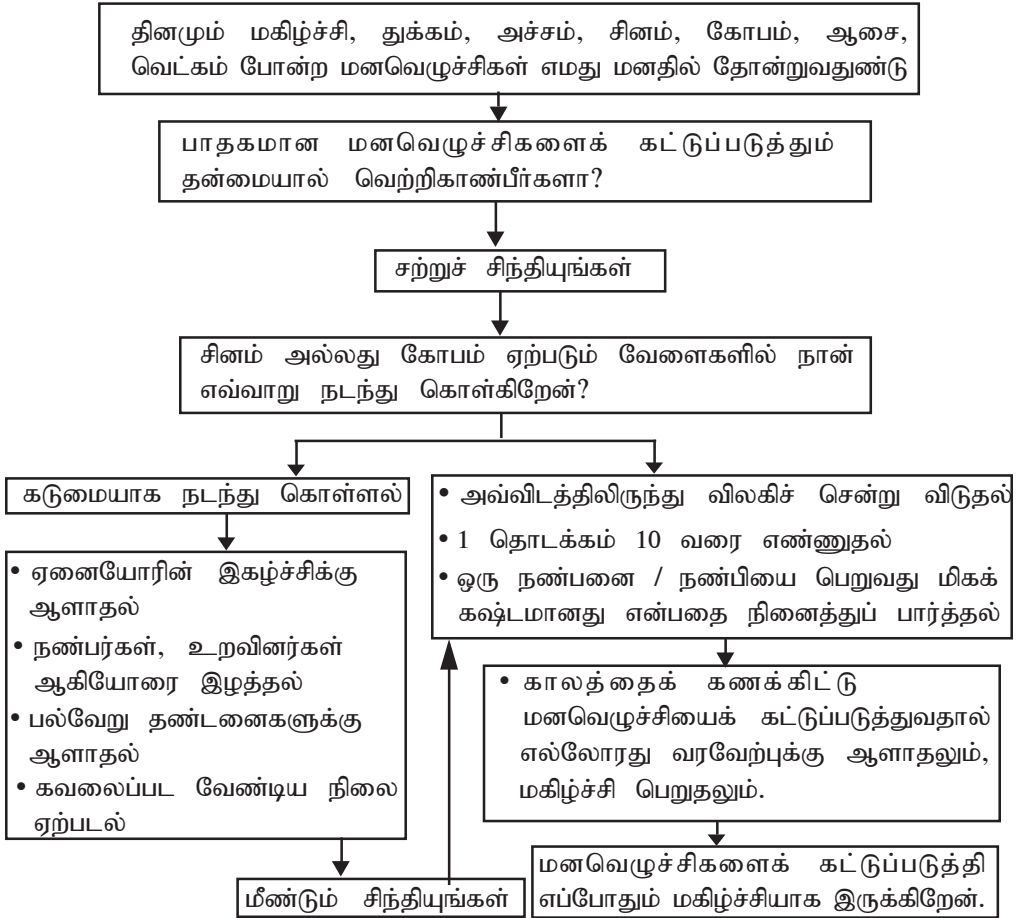 தினமும் மகிழ்ச்சி, துக்கம், அச்சம், சினம், கோபம், ஆசை,
வெட்கம் போன்ற மனவெழுச்சிகள் எமது மனதில் தோன்றுவதுண்டு
பாதகமான மனவெழுச்சிகளைக் கட்டுப்படுத்தும்
தன்மையால் வெற்றிகாண்பீர்களா?
சற்றுச் சிந்தியுங்கள்
சினம் அல்லது கோபம் ஏற்படும் வேளைகளில் நான்
எவ்வாறு நடந்து கொள்கிறேன்?
கடுமையாக நடந்து கொள்ளல்
• ஏனையோரின் இகழ்ச்சிக்கு
ஆளாதல்
• நண்பர்கள், உறவினர்கள்
ஆகியோரை இழத்தல்
• பல்வேறு தண்டனைகளுக்கு
ஆளாதல்
• கவலைப்பட வேண்டிய நிலை
ஏற்படல்
மீண்டும் சிந்தியுங்கள்
• அவ்விடத்திலிருந்து விலகிச் சென்று விடுதல்
• 1 தொடக்கம் 10 வரை எண்ணுதல்
• ஒரு நண்பனை / நண்பியை பெறுவது மிகக்
கஷ்டமானது என்பதை நினைத்துப் பார்த்தல்
• காலத்தைக் கணக்கிட்டு
மனவெழுச்சியைக் கட்டுப்படுத்துவதால்
எல்லோரது வரவேற்புக்கு ஆளாதலும்,
மகிழ்ச்சி பெறுதலும்.
மனவெழுச்சிகளைக் கட்டுப்படுத்தி
எப்போதும் மகிழ்ச்சியாக இருக்கிறேன்.